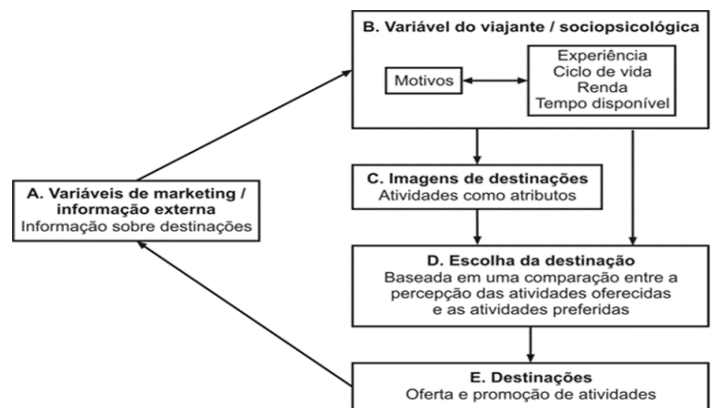 B. Variável do viajante / sociopsicológica
Motivos
Experiência
Ciclo de vida
Renda
Tempo disponível
C. Imagens de destinações
Atividades como atributos
A. Variáveis de marketing /
informação externa
Informação sobre destinações
D. Escolha da destinação
Baseada em uma comparação entre a
percepção das atividades oferecidas
e as atividades preferidas
E. Destinações
Oferta e promoção de atividades